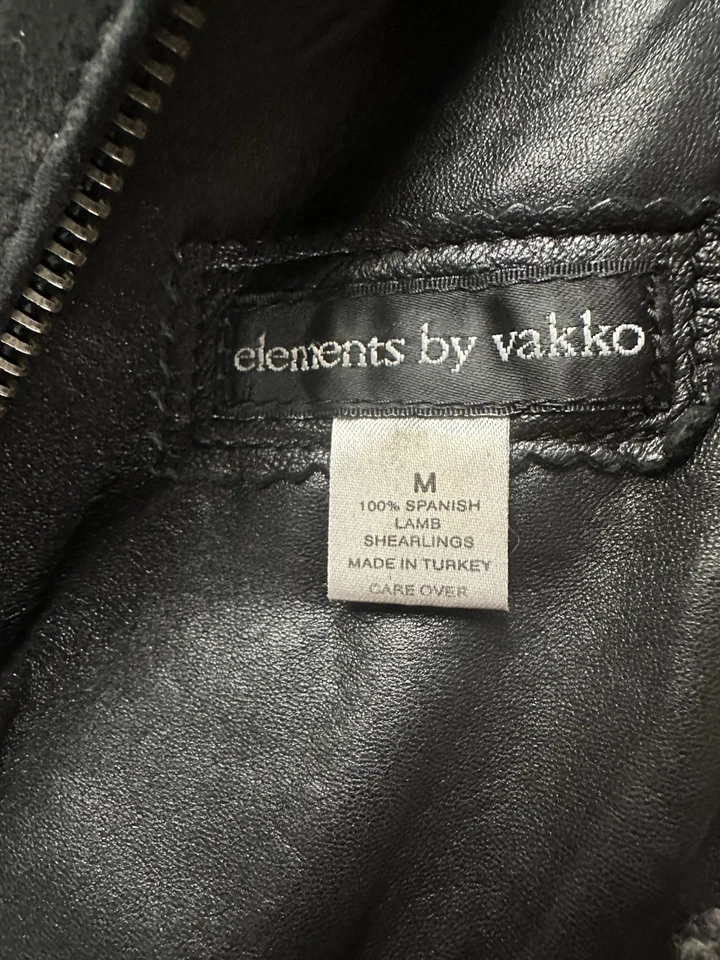 elements by vakko
M
100% SPANISH
LAMB
SHEARLINGS
MADE IN TURKEY
CARE OVER